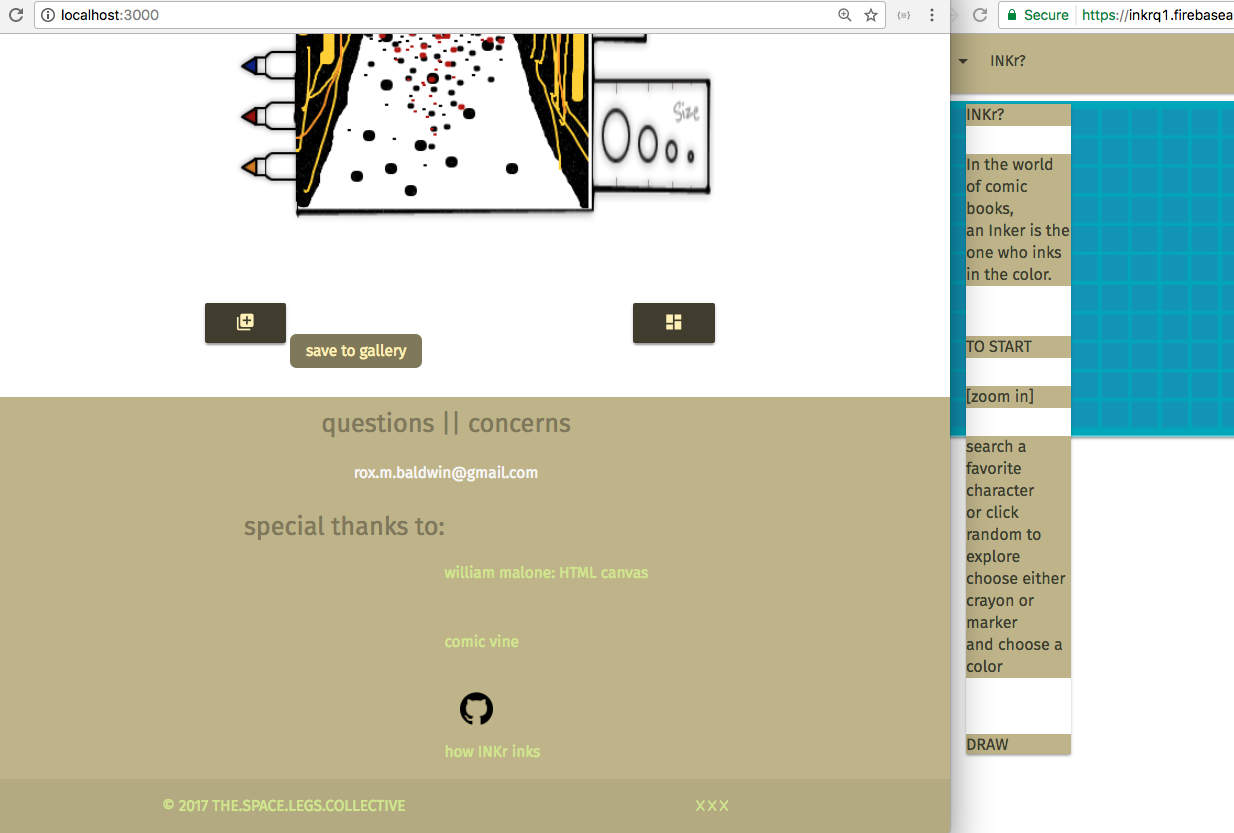 localhost:3000
Secure
https://inkrq1.firebasea
INKr?
Size
save to gallery
questions || concerns
rox.m.baldwin@gmail.com
special thanks to:
william malone: HTML canvas
comic vine
how INKr inks
© 2017 THE.SPACE.LEGS.COLLECTIVE
X X X
INKr?
In the world
of comic
books,
an Inker is the
one who inks
in the color.
TO START
[zoom in]
search a
favorite
character
or click
random to
explore
choose either
crayon or
marker
and choose a
color
DRAW